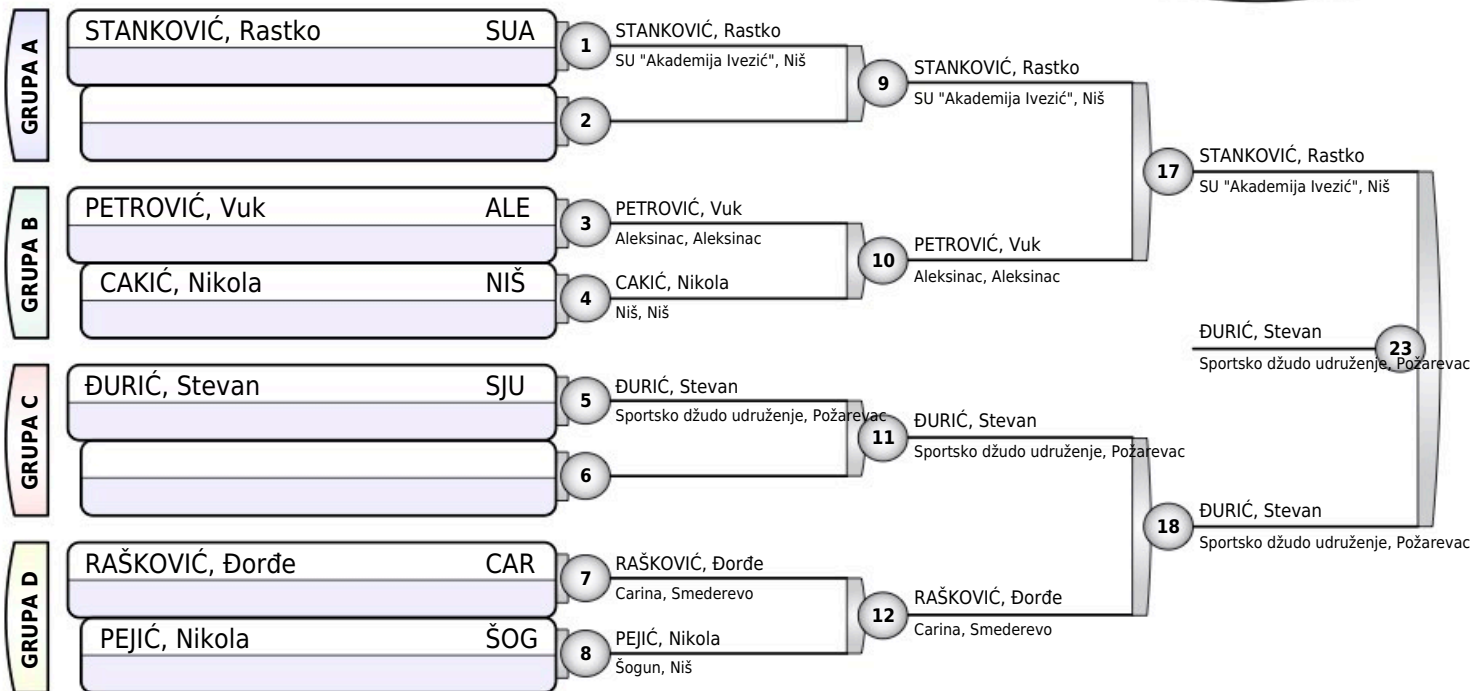 GRUPA A
STANKOVIĆ, Rastko SUA
1
STANKOVIĆ, Rastko
SU "Akademija Ivezić", Niš
2
9
STANKOVIĆ, Rastko
SU "Akademija Ivezić", Niš
GRUPA B
PETROVIĆ, Vuk ALE
3
PETROVIĆ, Vuk
Aleksinac, Aleksinac
CAKIĆ, Nikola NIŠ
4
CAKIĆ, Nikola
Niš, Niš
10
PETROVIĆ, Vuk
Aleksinac, Aleksinac
17
STANKOVIĆ, Rastko
SU "Akademija Ivezić", Niš
GRUPA C
ĐURIĆ, Stevan SJU
5
ĐURIĆ, Stevan
Sportsko džudo udruženje, Požarevac
6
11
ĐURIĆ, Stevan
Sportsko džudo udruženje, Požarevac
GRUPA D
RAŠKOVIĆ, Đorđe CAR
7
RAŠKOVIĆ, Đorđe
Carina, Smederevo
PEJIĆ, Nikola ŠOG
8
PEJIĆ, Nikola
Šogun, Niš
12
RAŠKOVIĆ, Đorđe
Carina, Smederevo
18
ĐURIĆ, Stevan
Sportsko džudo udruženje, Požarevac
ĐURIĆ, Stevan
23
Sportsko džudo udruženje, Požarevac